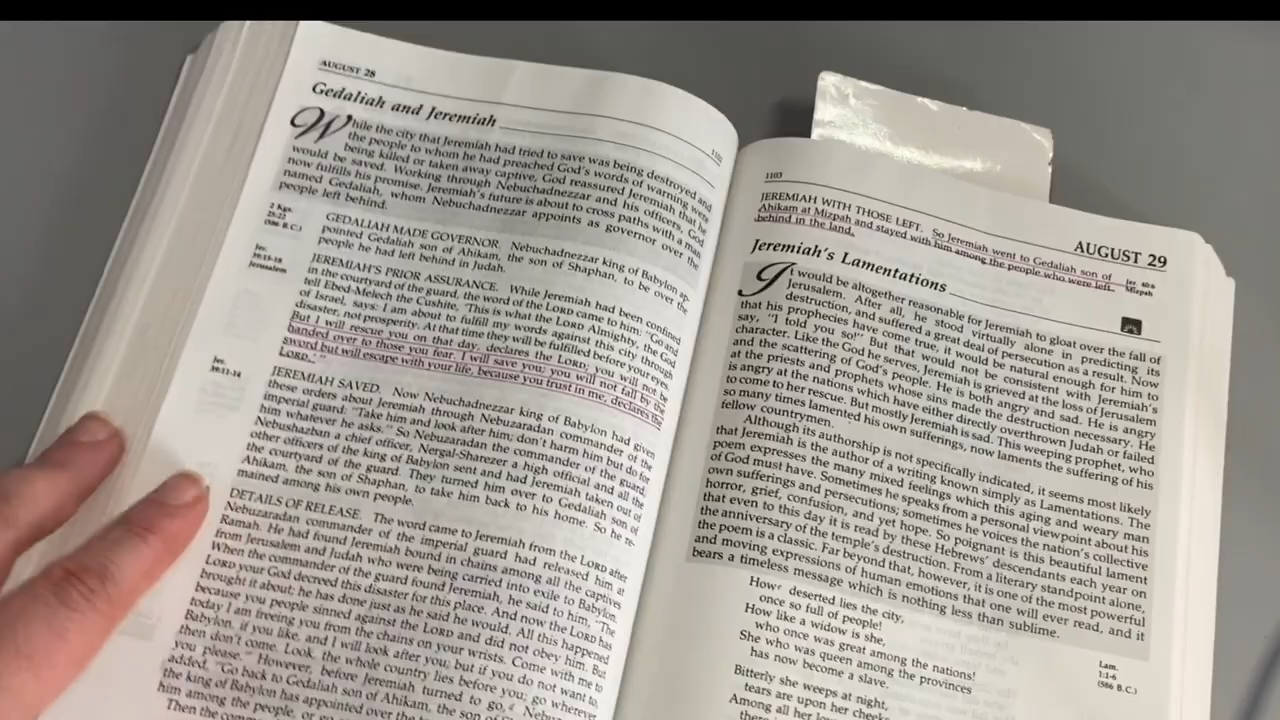 AUGUST 28
1102
Gedaliah and Jeremiah
While the city that Jeremiah had tried to save was being destroyed and
the people to whom he had preached God's words of warning were
being killed or taken away captive, God reassured Jeremiah that he
would be saved. Working through Nebuchadnezzar and his officers, God
now fulfills his promise. Jeremiah's future is about to cross paths with a man
named Gedaliah, whom Nebuchadnezzar appoints as governor over the
people left behind.
2 Kgs.
25:22
(586 B.C.)
GEDALIAH MADE GOVERNOR. Nebuchadnezzar king of Babylon ap-
pointed Gedaliah son of Ahikam, the son of Shaphan, to be over the
people he had left behind in Judah.
Jer.
39:15-18
Jerusalem
JEREMIAH'S PRIOR ASSURANCE. While Jeremiah had been confined
in the courtyard of the guard, the word of the LORD came to him: "Go and
tell Ebed-Melech the Cushite, 'This is what the LORD Almighty, the God
of Israel, says: I am about to fulfill my words against this city through
disaster, not prosperity. At that time they will be fulfilled before your eyes.
But I will rescue you on that day, declares the LORD; you will not be
handed over to those you fear. I will save you; you will not fall by the
sword but will escape with your life, because you trust in me, declares the
LORD.'"
Jer.
39:11-14
JEREMIAH SAVED. Now Nebuchadnezzar king of Babylon had given
these orders about Jeremiah through Nebuzaradan commander of the
imperial guard: "Take him and look after him; don't harm him but do for
him whatever he asks." So Nebuzaradan the commander of the guard,
Nebushazban a chief officer, Nergal-Sharezer a high official and all the
other officers of the king of Babylon sent and had Jeremiah taken out of
the courtyard of the guard. They turned him over to Gedaliah son of
Ahikam, the son of Shaphan, to take him back to his home. So he re-
mained among his own people.
DETAILS OF RELEASE. The word came to Jeremiah from the LORD after
Nebuzaradan commander of the imperial guard had released him at
Ramah. He had found Jeremiah bound in chains among all the captives
from Jerusalem and Judah who were being carried into exile to Babylon.
When the commander of the guard found Jeremiah, he said to him, "The
LORD your God decreed this disaster for this place. And now the LORD has
brought it about; he has done just as he said he would. All this happened
because you people sinned against the LORD and did not obey him. But
today I am freeing you from the chains on your wrists. Come with me to
Babylon, if you like, and I will look after you; but if you do not want to,
then don't come. Look, the whole country lies before you; go wherever
you please." However, before Jeremiah turned to go, Nebuz
added, "Go back to Gedaliah son of Ahikam, the son of
the king of Babylon has appointed over the
him among the people, or go
Then the comm
1103
AUGUST 29
JEREMIAH WITH THOSE LEFT. So Jeremiah went to Gedaliah son of
Ahikam at Mizpah and stayed with him among the people who were left
behind in the land.
Jer. 40:6
Mizpah
Jeremiah's Lamentations
It would be altogether reasonable for Jeremiah to gloat over the fall of
Jerusalem. After all, he stood virtually alone in predicting its
destruction, and suffered a great deal of persecution as a result. Now
that his prophecies have come true, it would be natural enough for him to
say, "I told you so!" But that would not be consistent with Jeremiah's
character. Like the God he serves, Jeremiah is grieved at the loss of Jerusalem
and the scattering of God's people. He is both angry and sad. He is angry
at the priests and prophets whose sins made the destruction necessary. He
is angry at the nations which have either directly overthrown Judah or failed
to come to her rescue. But mostly Jeremiah is sad. This weeping prophet, who
so many times lamented his own sufferings, now laments the suffering of his
fellow countrymen.
Although its authorship is not specifically indicated, it seems most likely
that Jeremiah is the author of a writing known simply as Lamentations. The
poem expresses the many mixed feelings which this aging and weary man
of God must have. Sometimes he speaks from a personal viewpoint about his
own sufferings and persecutions; sometimes he voices the nation's collective
horror, grief, confusion, and yet hope. So poignant is this beautiful lament
that even to this day it is read by these Hebrews' descendants each year on
the anniversary of the temple's destruction. From a literary standpoint alone,
the poem is a classic. Far beyond that, however, it is one of the most powerful
and moving expressions of human emotions that one will ever read, and it
bears a timeless message which is nothing less than sublime.
Lam.
1:1-6
(586 B.C.)
How deserted lies the city,
once so full of people!
How like a widow is she,
who once was great among the nations!
She who was queen among the provinces
has now become a slave.
Bitterly she weeps at night,
tears are upon her cheeks
Among all her
there